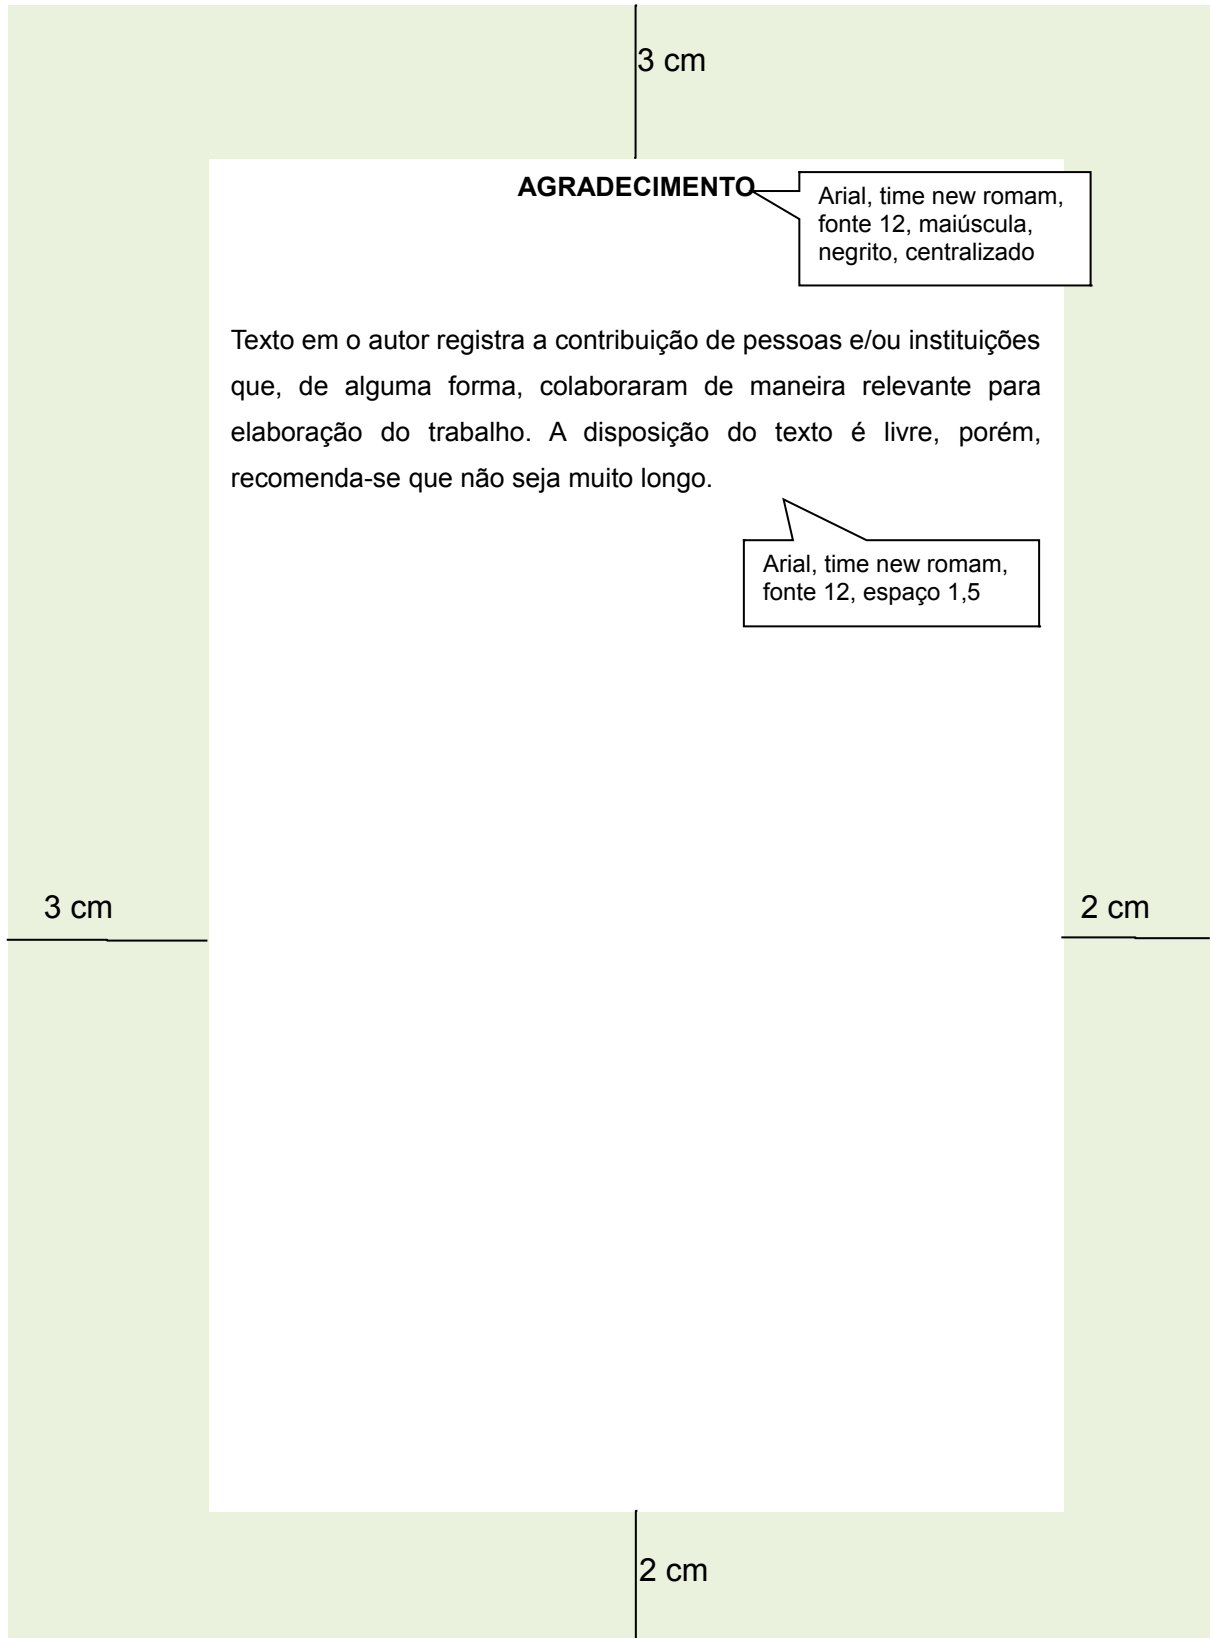 3 cm
AGRADECIMENTO
Arial, time new romam,
fonte 12, maiúscula,
negrito, centralizado
Texto em o autor registra a contribuição de pessoas e/ou instituições
que, de alguma forma, colaboraram de maneira relevante para
elaboração do trabalho. A disposição do texto é livre, porém,
recomenda-se que não seja muito longo.
Arial, time new romam,
fonte 12, espaço 1,5
3 cm
2 cm
2 cm